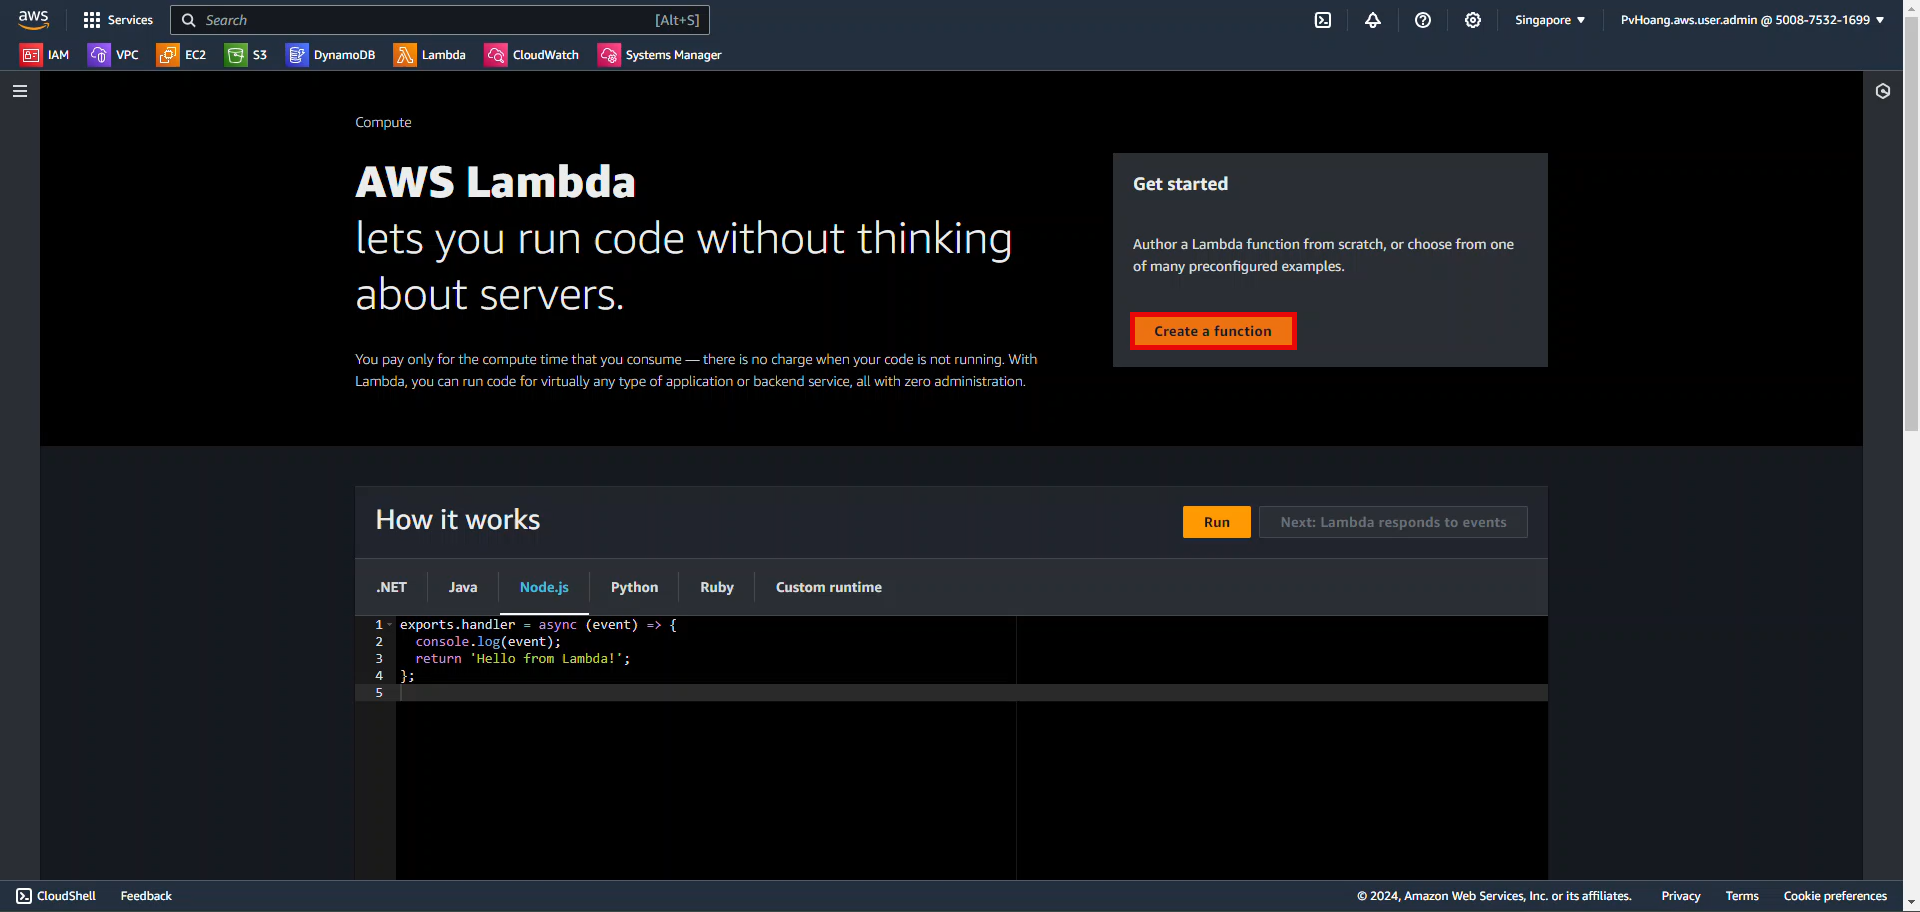 aws
Services
Search
[Alt+S]
Singapore
PvHoang.aws.user.admin @ 5008-7532-1699
IAM
VPC
EC2
S3
DynamoDB
Lambda
CloudWatch
Systems Manager
Compute
AWS Lambda
lets you run code without thinking
about servers.
You pay only for the compute time that you consume — there is no charge when your code is not running. With
Lambda, you can run code for virtually any type of application or backend service, all with zero administration.
Get started
Author a Lambda function from scratch, or choose from one
of many preconfigured examples.
Create a function
How it works
Run
Next: Lambda responds to events
.NET
Java
Node.js
Python
Ruby
Custom runtime
1 exports.handler = async (event) => {
2 console.log(event);
3 return 'Hello from Lambda!';
4 };
5
CloudShell
Feedback
© 2024, Amazon Web Services, Inc. or its affiliates.
Privacy
Terms
Cookie preferences